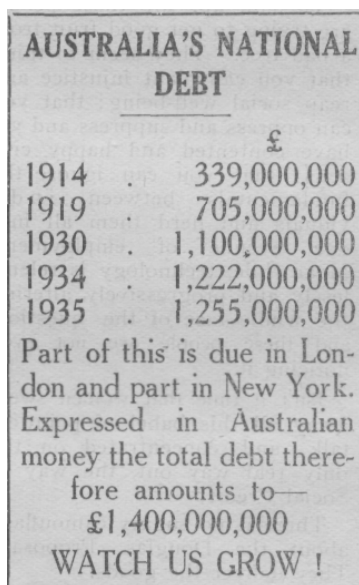 AUSTRALIA'S NATIONAL
DEBT
£
1914 . 339,000,000
1919 . 705,000,000
1930 . 1,100,000,000
1934 . 1,222,000,000
1935 . 1,255,000,000
Part of this is due in Lon-
don and part in New York.
Expressed in Australian
money the total debt there-
fore amounts to—
£1,400,000,000
WATCH US GROW !